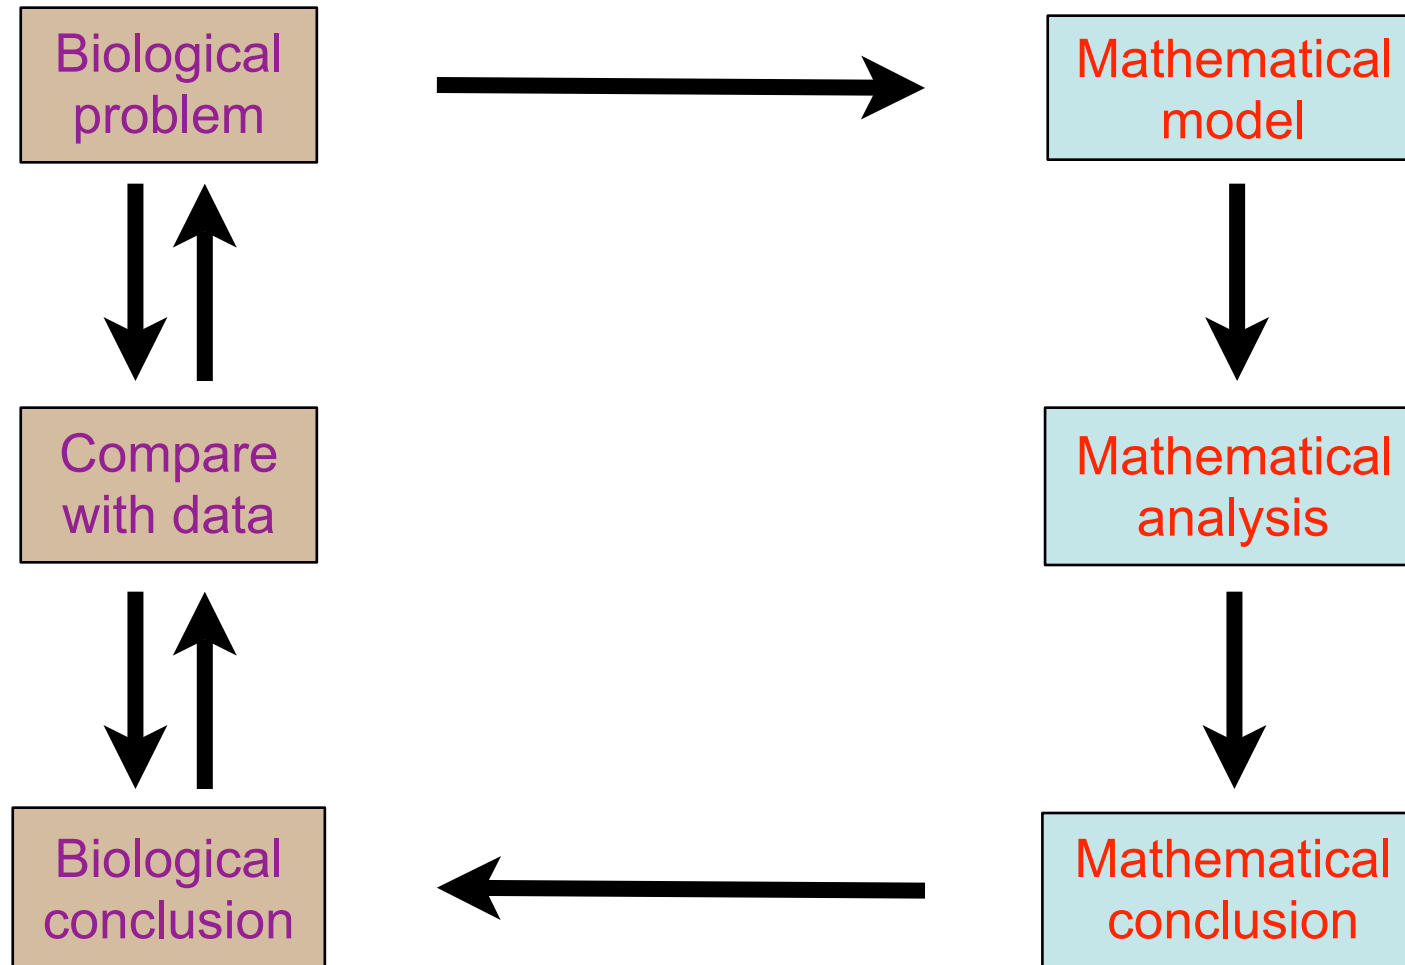 Biological
problem
Mathematical
model
Compare
with data
Mathematical
analysis
Biological
conclusion
Mathematical
conclusion